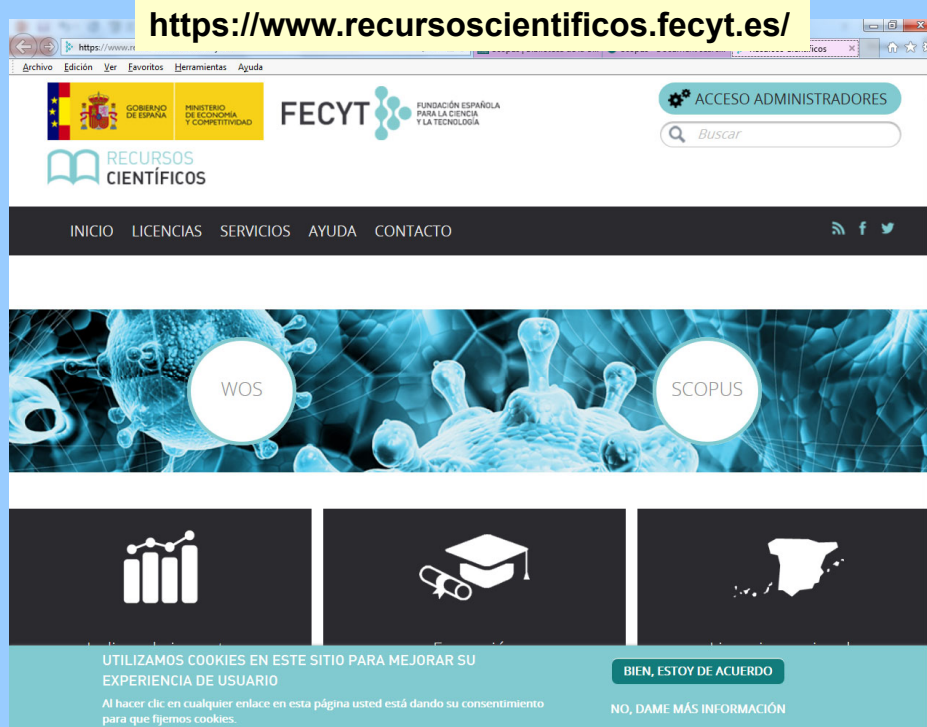 https://www.recursoscientificos.fecyt.es/
https://www.r
Archivo Edición Ver Favoritos Herramientas Ayuda
GOBIERNO
DE ESPAÑA
MINISTERIO
DE ECONOMÍA
Y COMPETITIVIDAD
FECYT
FUNDACIÓN ESPAÑOLA
PARA LA CIENCIA
Y LA TECNOLOGÍA
ACCESO ADMINISTRADORES
Buscar
RECURSOS
CIENTÍFICOS
INICIO LICENCIAS SERVICIOS AYUDA CONTACTO
WOS
SCOPUS
UTILIZAMOS COOKIES EN ESTE SITIO PARA MEJORAR SU
EXPERIENCIA DE USUARIO
Al hacer clic en cualquier enlace en esta página usted está dando su consentimiento
para que fijemos cookies.
BIEN, ESTOY DE ACUERDO
NO, DAME MÁS INFORMACIÓN